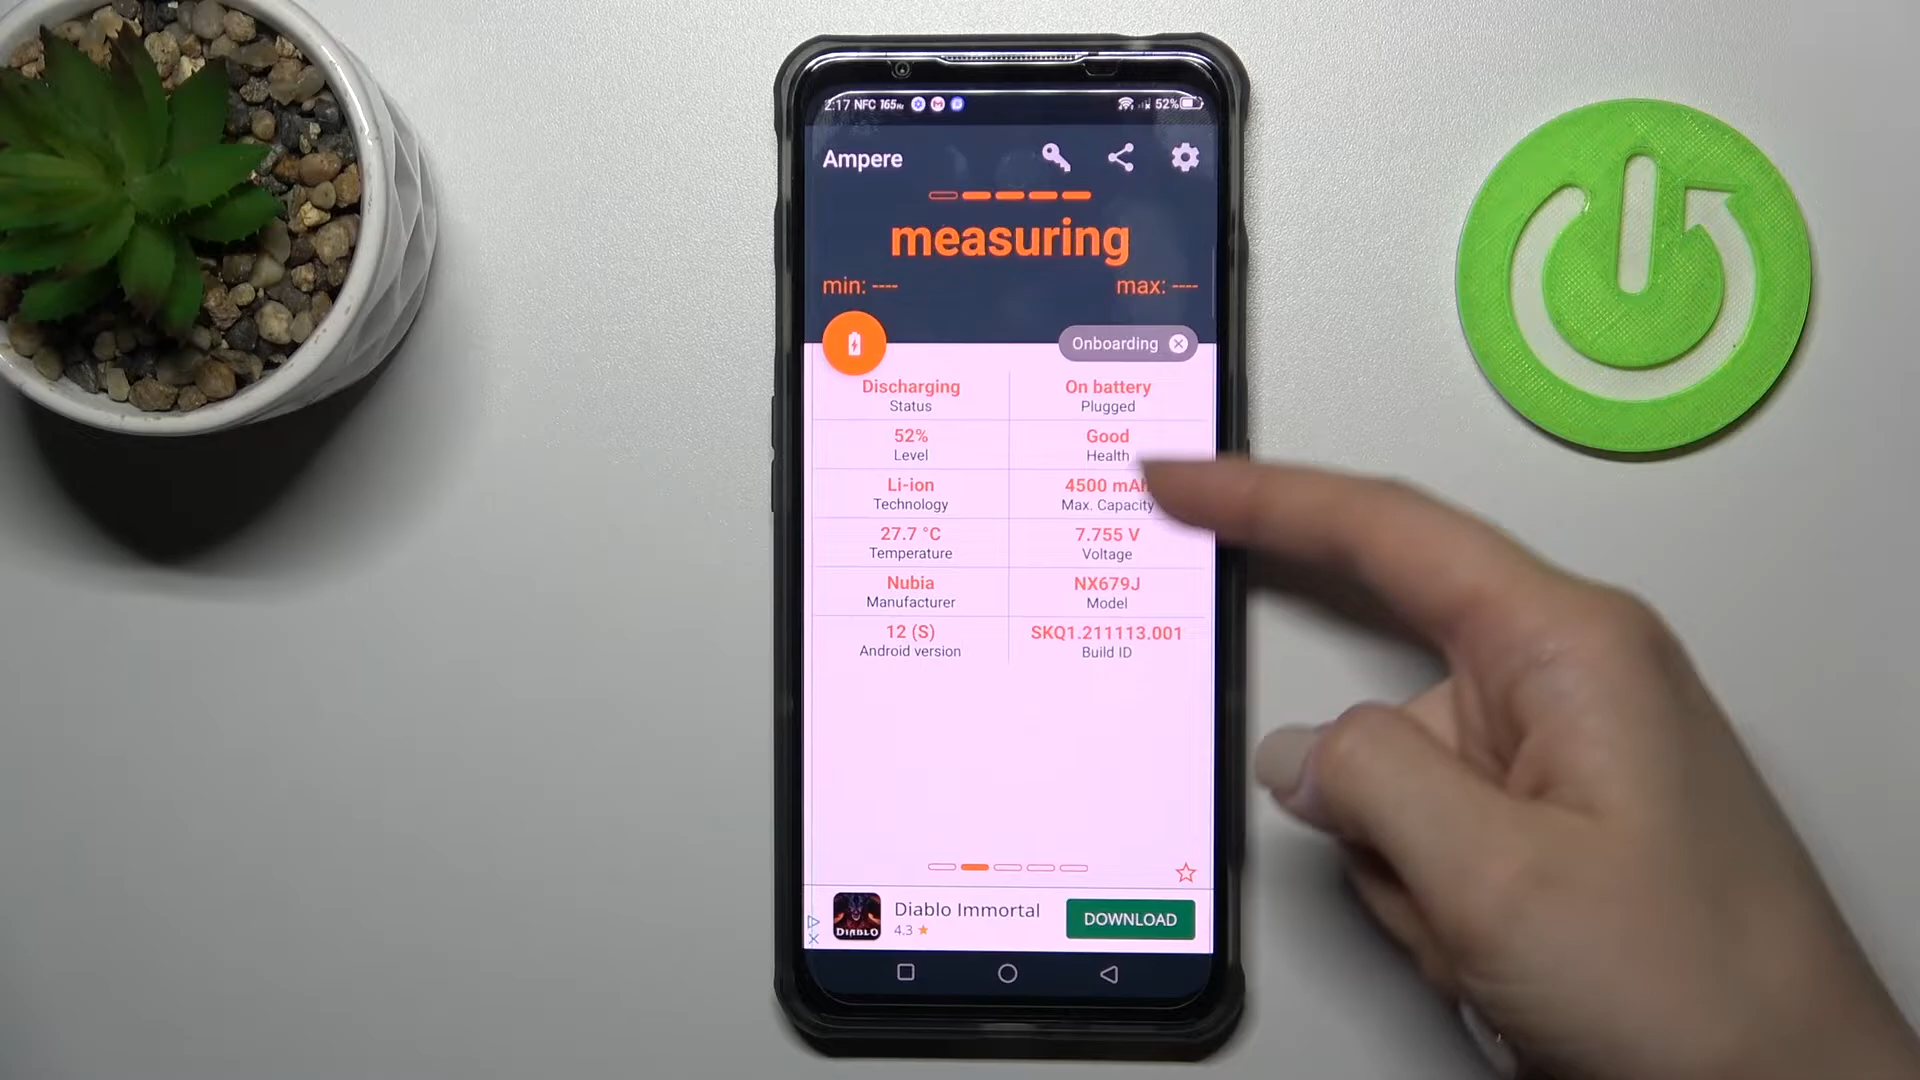 2:17 NFC 165Hz 52%
Ampere
measuring
min: ---- max: ----
Onboarding
Discharging On battery
Status Plugged
52% Good
Level Health
Li-ion 4500 mAh
Technology Max. Capacity
27.7 °C 7.755 V
Temperature Voltage
Nubia NX679J
Manufacturer Model
12 (S) SKQ1.211113.001
Android version Build ID
Diablo Immortal
4.3
DOWNLOAD
DIABLO